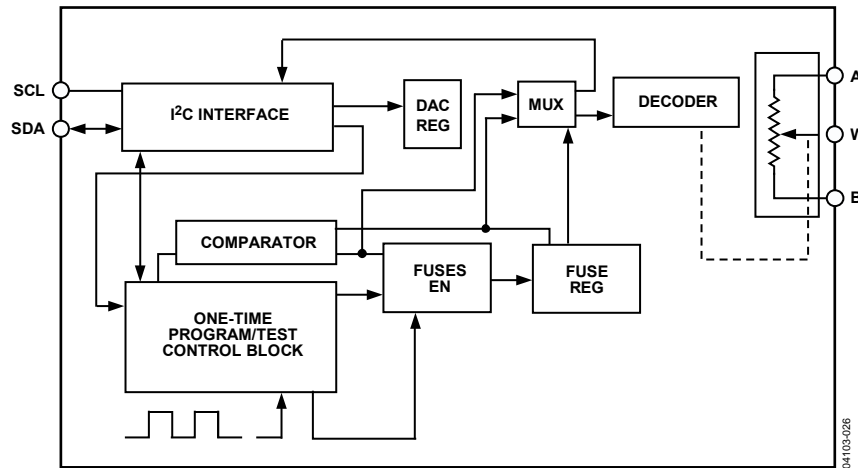 SCL
SDA
I²C INTERFACE
DAC
REG
MUX
DECODER
A
W
B
COMPARATOR
FUSES
EN
FUSE
REG
ONE-TIME
PROGRAM/TEST
CONTROL BLOCK
04103-026